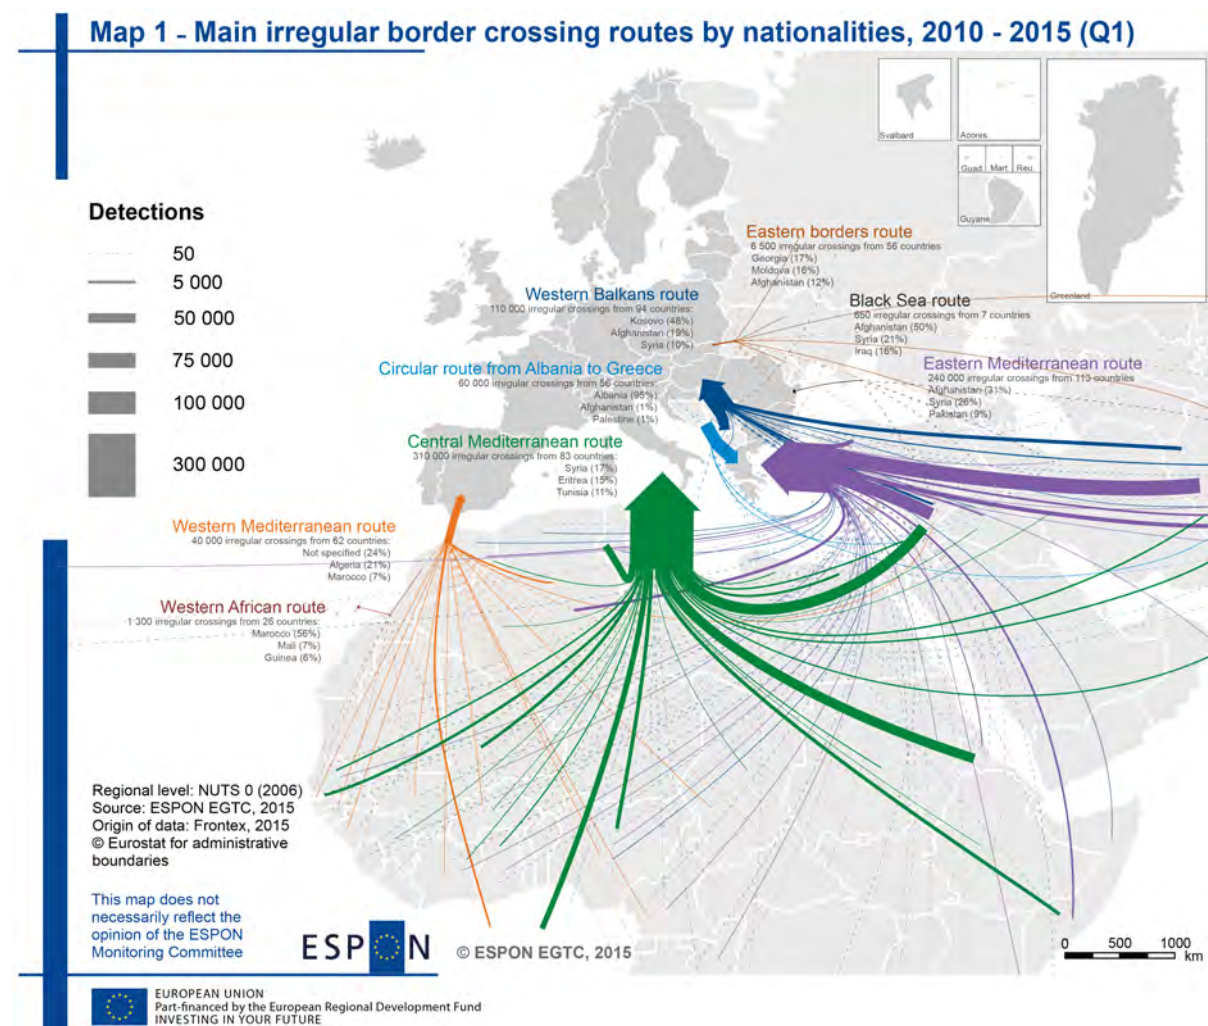 Map 1 - Main irregular border crossing routes by nationalities, 2010 - 2015 (Q1)
Svalbard
Acores
Guad.
Mart.
Reu.
Guyane
Greenland
Detections
50
5 000
50 000
75 000
100 000
300 000
Eastern borders route
6 500 irregular crossings from 56 countries
Georgia (17%)
Moldova (16%)
Afghanistan (12%)
Western Balkans route
110 000 irregular crossings from 94 countries:
Kosovo (48%)
Afghanistan (19%)
Syria (10%)
Black Sea route
650 irregular crossings from 7 countries
Afghanistan (50%)
Syria (21%)
Iraq (16%)
Circular route from Albania to Greece
60 000 irregular crossings from 56 countries:
Albania (95%)
Afghanistan (1%)
Palestine (1%)
Eastern Mediterranean route
240 000 irregular crossings from 113 countries
Afghanistan (31%)
Syria (26%)
Pakistan (9%)
Central Mediterranean route
310 000 irregular crossings from 83 countries:
Syria (17%)
Eritrea (15%)
Tunisia (11%)
Western Mediterranean route
40 000 irregular crossings from 62 countries:
Not specified (24%)
Algeria (21%)
Marocco (7%)
Western African route
1 300 irregular crossings from 26 countries:
Marocco (56%)
Mali (7%)
Guinea (6%)
Regional level: NUTS 0 (2006)
Source: ESPON EGTC, 2015
Origin of data: Frontex, 2015
© Eurostat for administrative
boundaries
This map does not
necessarily reflect the
opinion of the ESPON
Monitoring Committee
ESPON
© ESPON EGTC, 2015
0 500 1000
km
EUROPEAN UNION
Part-financed by the European Regional Development Fund
INVESTING IN YOUR FUTURE